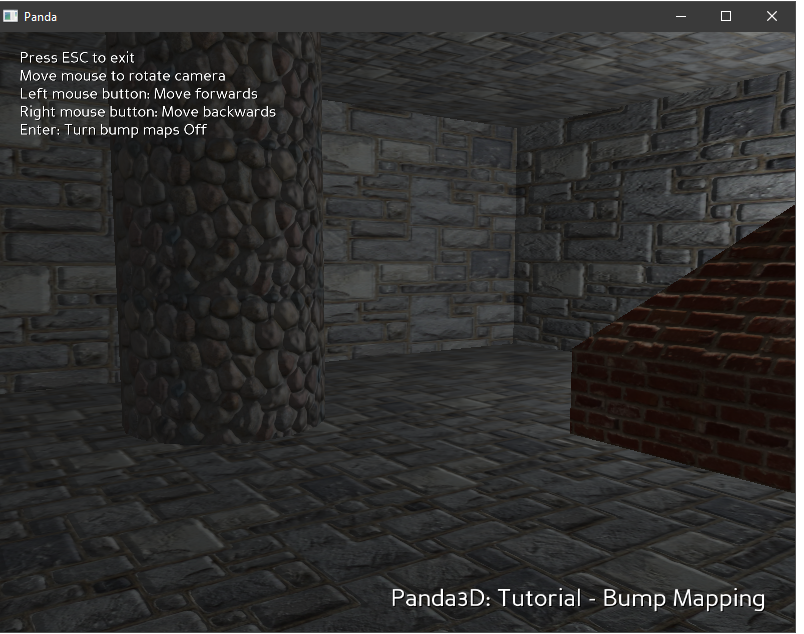 Panda
Press ESC to exit
Move mouse to rotate camera
Left mouse button: Move forwards
Right mouse button: Move backwards
Enter: Turn bump maps Off
Panda3D: Tutorial - Bump Mapping